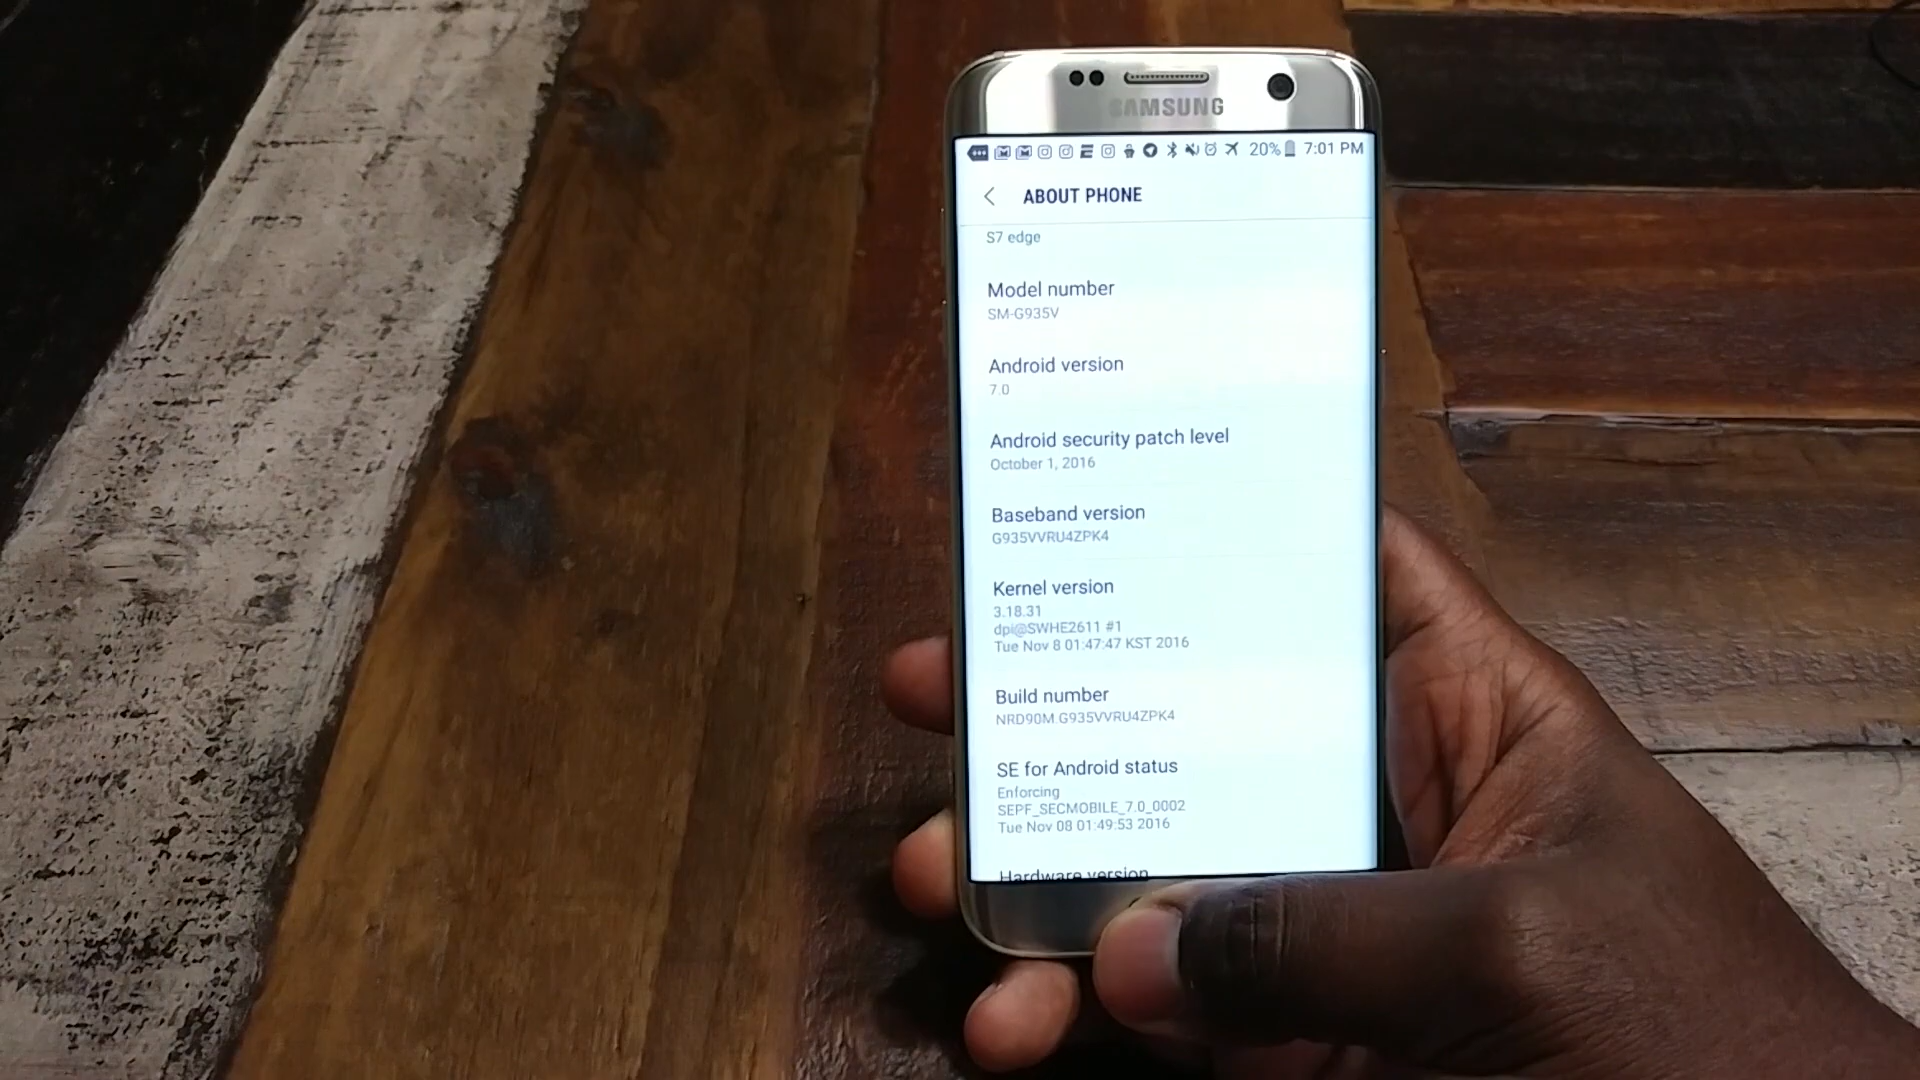 SAMSUNG
20% 7:01 PM
ABOUT PHONE
S7 edge
Model number
SM-G935V
Android version
7.0
Android security patch level
October 1, 2016
Baseband version
G935VVRU4ZPK4
Kernel version
3.18.31
dpi@SWHE2611 #1
Tue Nov 8 01:47:47 KST 2016
Build number
NRD90M.G935VVRU4ZPK4
SE for Android status
Enforcing
SEPF_SECMOBILE_7.0_0002
Tue Nov 08 01:49:53 2016
Hardware version